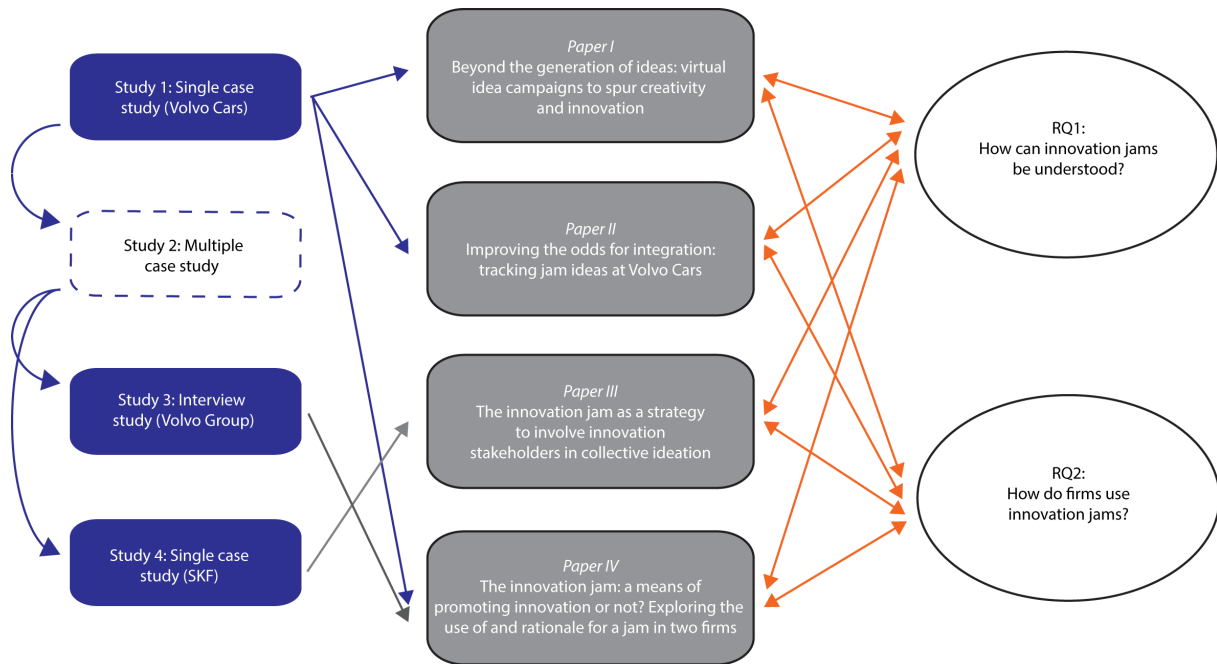 Study 1: Single case
study (Volvo Cars)
Study 2: Multiple
case study
Study 3: Interview
study (Volvo Group)
Study 4: Single case
study (SKF)
Paper I
Beyond the generation of ideas: virtual
idea campaigns to spur creativity
and innovation
Paper II
Improving the odds for integration:
tracking jam ideas at Volvo Cars
Paper III
The innovation jam as a strategy
to involve innovation
stakeholders in collective ideation
Paper IV
The innovation jam: a means of
promoting innovation or not? Exploring the
use of and rationale for a jam in two firms
RQ1:
How can innovation jams
be understood?
RQ2:
How do firms use
innovation jams?